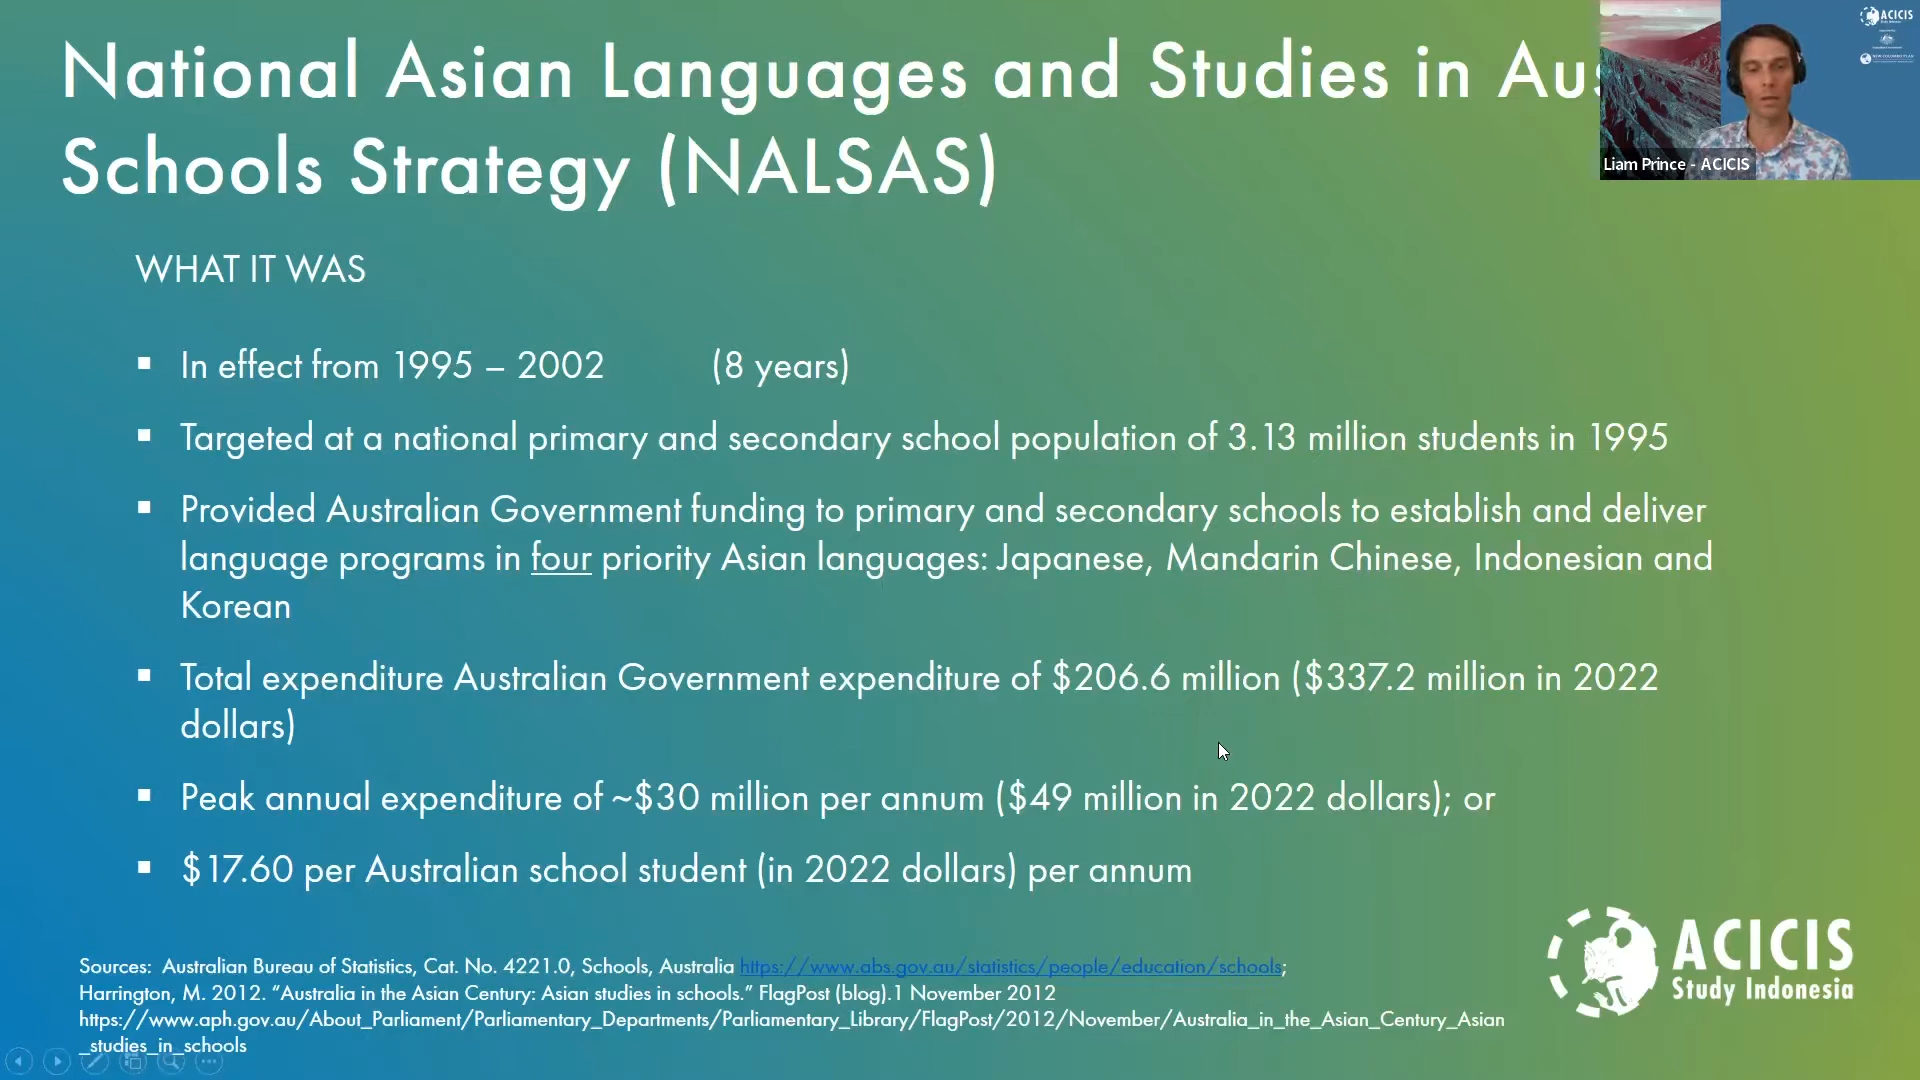 National Asian Languages and Studies in Aus
Schools Strategy (NALSAS)
Liam Prince - ACICIS
ACICIS
WHAT IT WAS
▪ In effect from 1995 – 2002 (8 years)
▪ Targeted at a national primary and secondary school population of 3.13 million students in 1995
▪ Provided Australian Government funding to primary and secondary schools to establish and deliver
language programs in four priority Asian languages: Japanese, Mandarin Chinese, Indonesian and
Korean
▪ Total expenditure Australian Government expenditure of $206.6 million ($337.2 million in 2022
dollars)
▪ Peak annual expenditure of ~$30 million per annum ($49 million in 2022 dollars); or
▪ $17.60 per Australian school student (in 2022 dollars) per annum
Sources: Australian Bureau of Statistics, Cat. No. 4221.0, Schools, Australia https://www.abs.gov.au/statistics/people/education/schools;
Harrington, M. 2012. “Australia in the Asian Century: Asian studies in schools.” FlagPost (blog).1 November 2012
https://www.aph.gov.au/About_Parliament/Parliamentary_Departments/Parliamentary_Library/FlagPost/2012/November/Australia_in_the_Asian_Century_Asian
_studies_in_schools
ACICIS
Study Indonesia